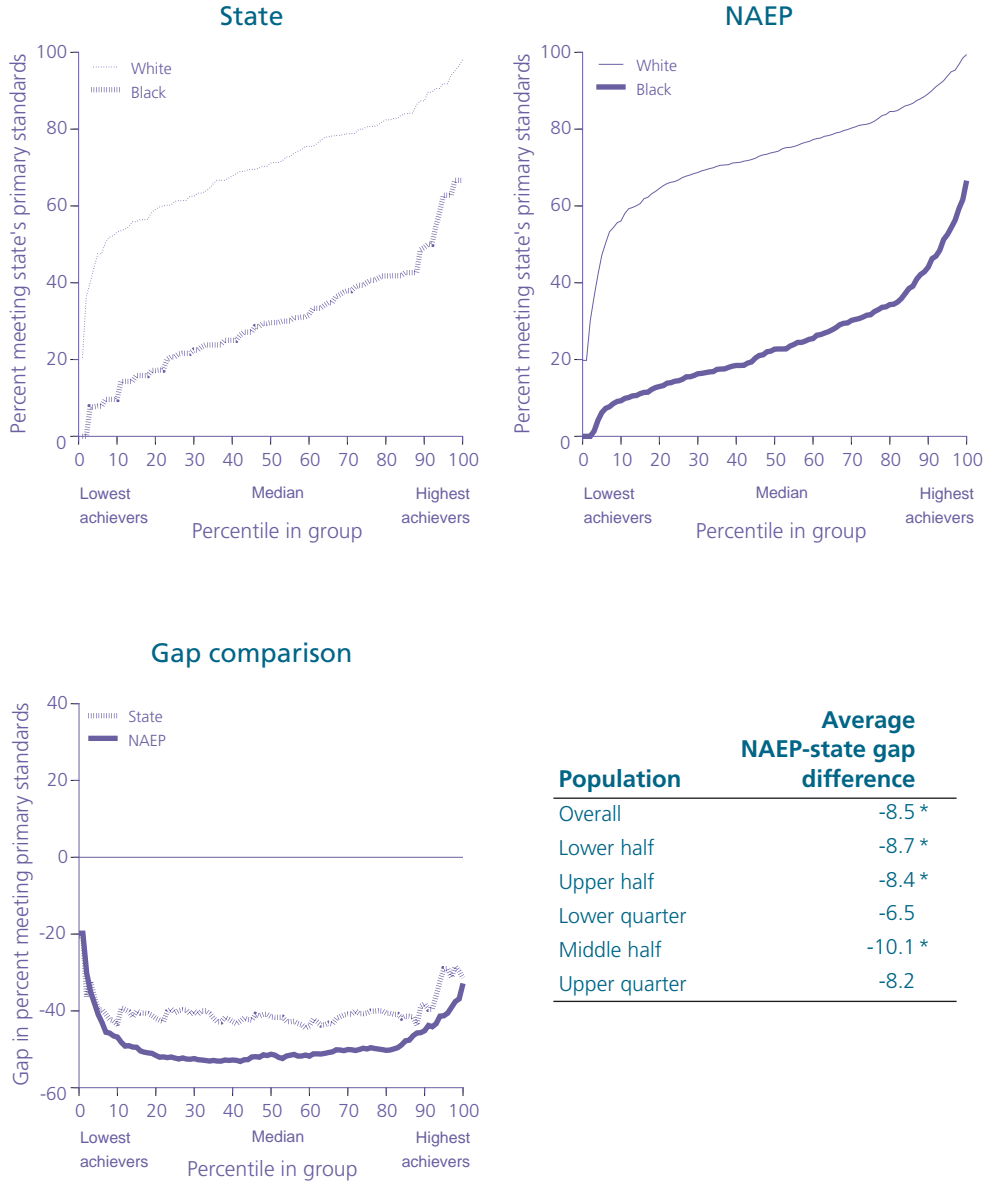 State
Percent meeting state's primary standards
100
80
60
40
20
0
White
Black
0 10 20 30 40 50 60 70 80 90 100
Lowest achievers
Median
Highest achievers
Percentile in group
NAEP
Percent meeting state's primary standards
100
80
60
40
20
0
White
Black
0 10 20 30 40 50 60 70 80 90 100
Lowest achievers
Median
Highest achievers
Percentile in group
Gap comparison
Gap in percent meeting primary standards
40
20
0
-20
-40
-60
State
NAEP
0 10 20 30 40 50 60 70 80 90 100
Lowest achievers
Median
Highest achievers
Percentile in group
Average
NAEP-state gap
Population difference
Overall -8.5 *
Lower half -8.7 *
Upper half -8.4 *
Lower quarter -6.5
Middle half -10.1 *
Upper quarter -8.2